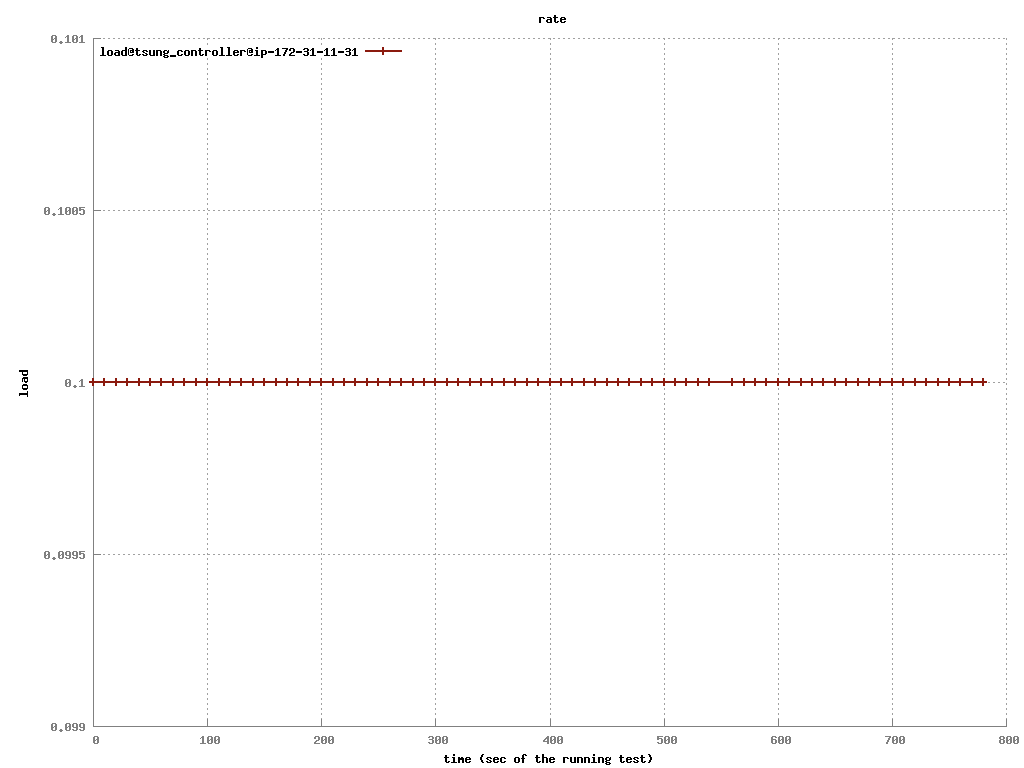 rate
0.101
load@tsung_controller@ip-172-31-11-31
0.1005
0.1
load
0.0995
0.099
0 100 200 300 400 500 600 700 800
time (sec of the running test)